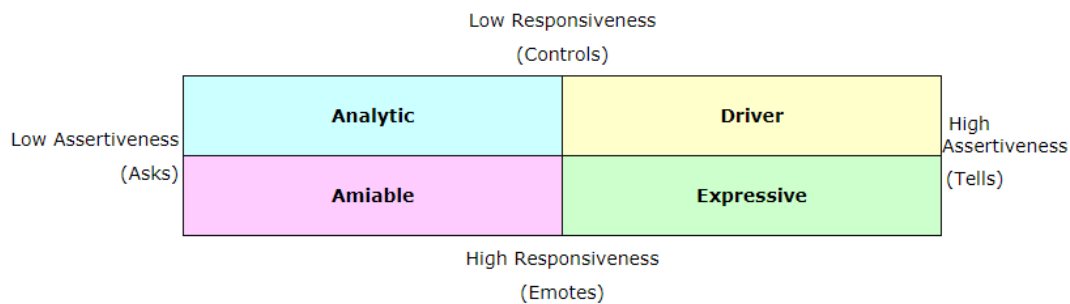 Low Responsiveness
(Controls)
Analytic
Driver
Low Assertiveness
(Asks)
High
Assertiveness
(Tells)
Amiable
Expressive
High Responsiveness
(Emotes)